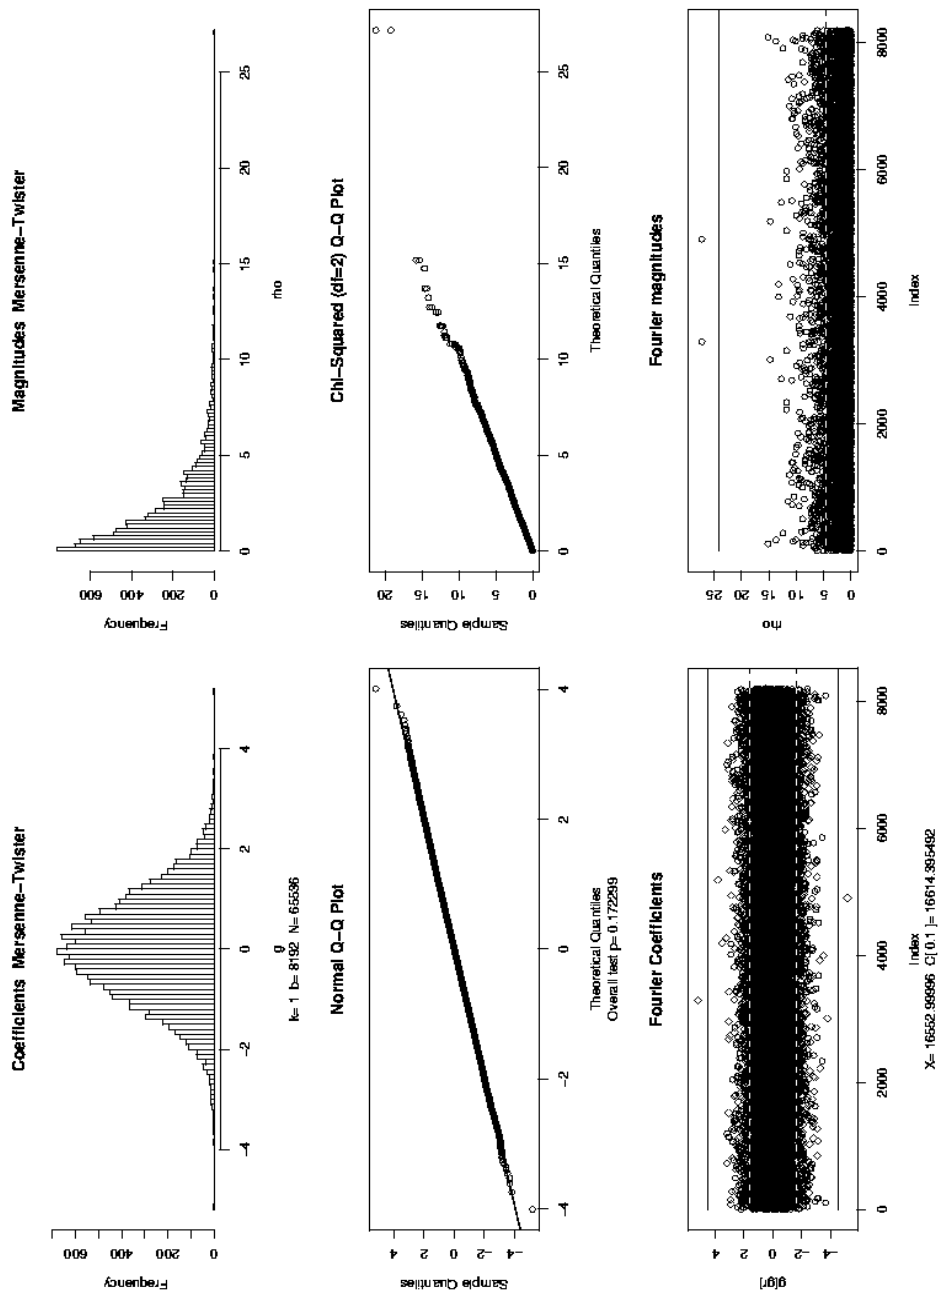 Coefficients Mersenne-Twister
Frequency
600
400
200
0
-4 -2 0 2 4
g
k= 1 b= 8192 N= 65536
Magnitudes Mersenne-Twister
Frequency
600
200
0
0 5 10 15 20 25
rho
Normal Q-Q Plot
Sample Quantiles
4
2
0
-2
-4
-4 -2 0 2 4
Theoretical Quantiles
Overall test p= 0.172299
Chi-Squared (df=2) Q-Q Plot
Sample Quantiles
20
15
10
5
0
0 5 10 15 20 25
Theoretical Quantiles
Fourier Coefficients
g[gr]
4
2
0
-2
-4
0 2000 4000 6000 8000
Index
X= 16552.99996 C[0.1 ]= 16614.395492
Fourier magnitudes
rho
25
20
15
10
5
0
0 2000 4000 6000 8000
Index